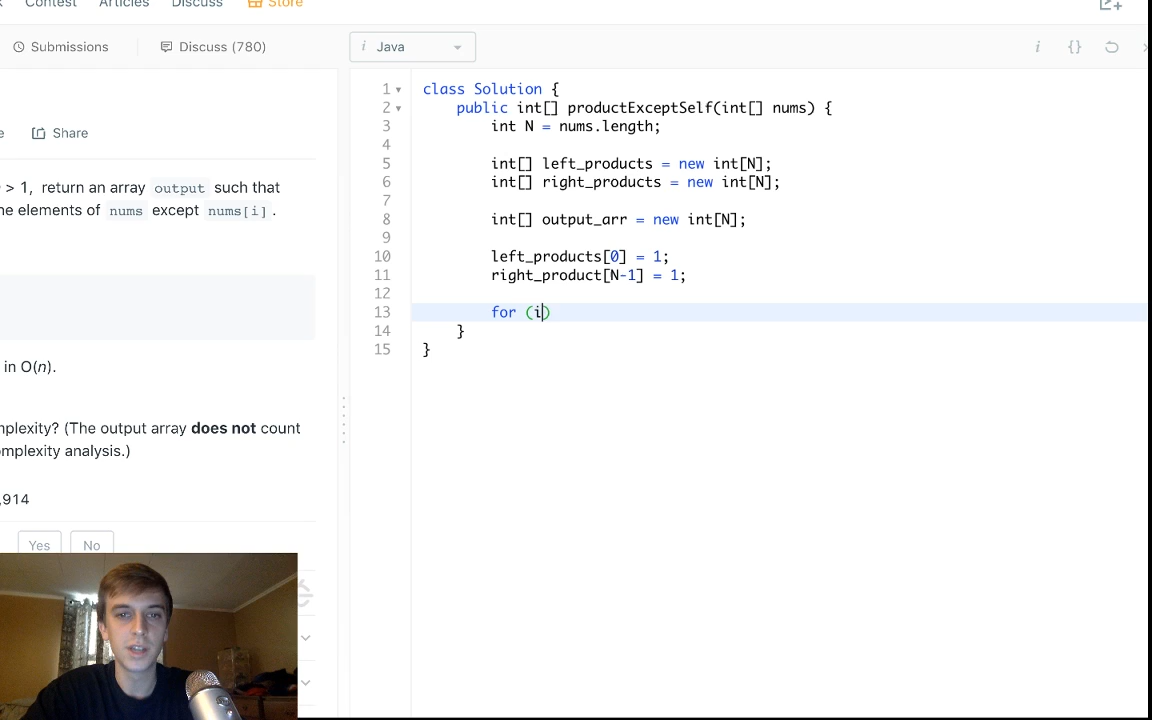 Contest Articles Discuss Store
Submissions Discuss (780) i Java i {}
Share
> 1, return an array output such that
elements of nums except nums[i].
in O(n).
(The output array does not count
analysis.)
,914
Yes No
1 class Solution {
2 public int[] productExceptSelf(int[] nums) {
3 int N = nums.length;
4
5 int[] left_products = new int[N];
6 int[] right_products = new int[N];
7
8 int[] output_arr = new int[N];
9
10 left_products[0] = 1;
11 right_product[N-1] = 1;
12
13 for (i)
14 }
15 }